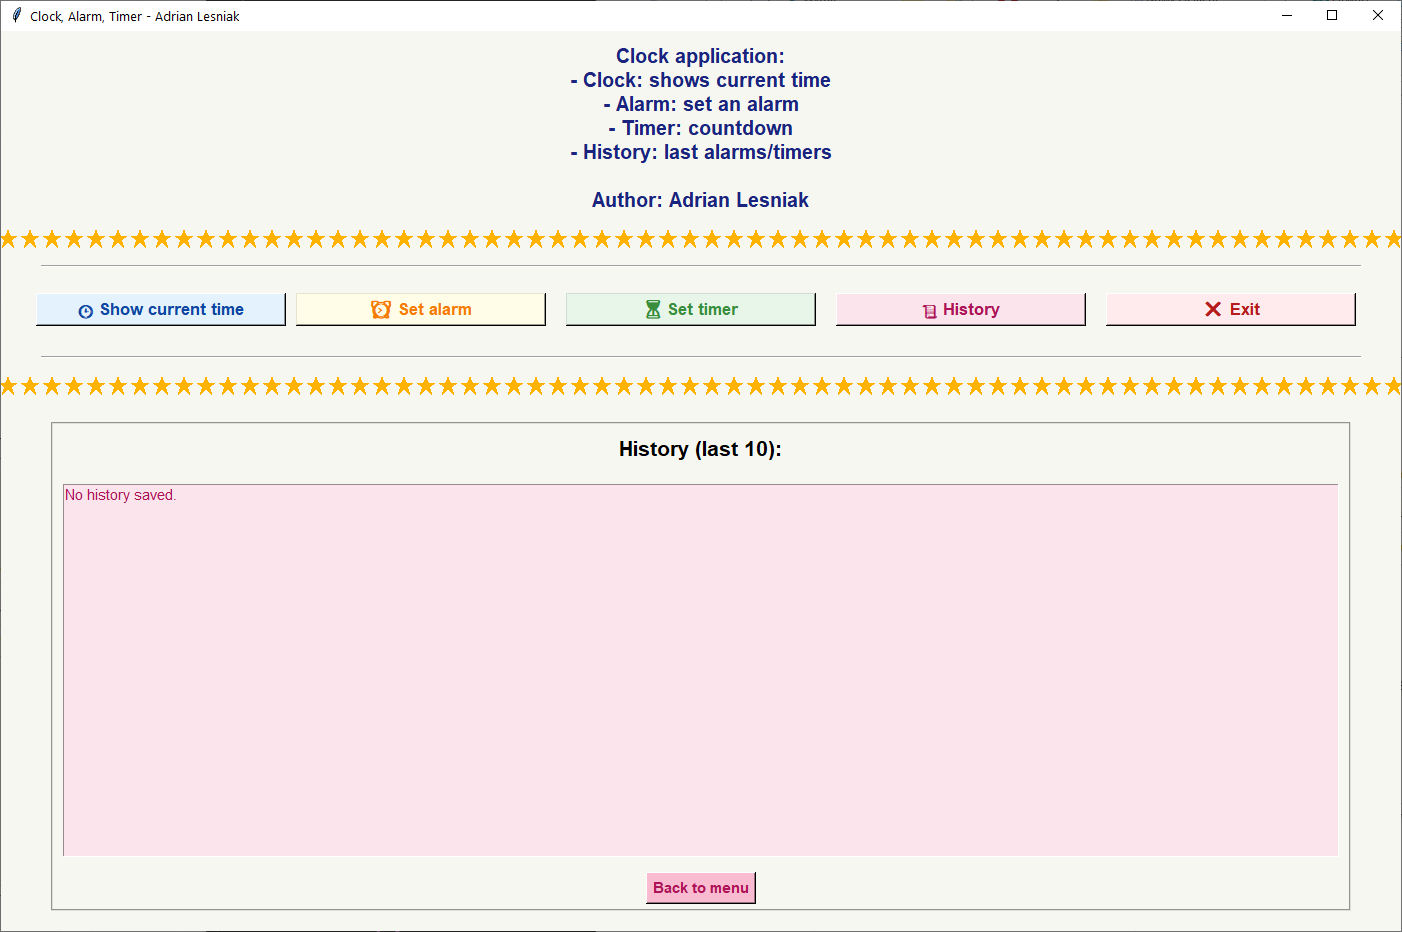 Clock, Alarm, Timer - Adrian Lesniak
Clock application:
- Clock: shows current time
- Alarm: set an alarm
- Timer: countdown
- History: last alarms/timers
Author: Adrian Lesniak
Show current time
Set alarm
Set timer
History
Exit
History (last 10):
No history saved.
Back to menu